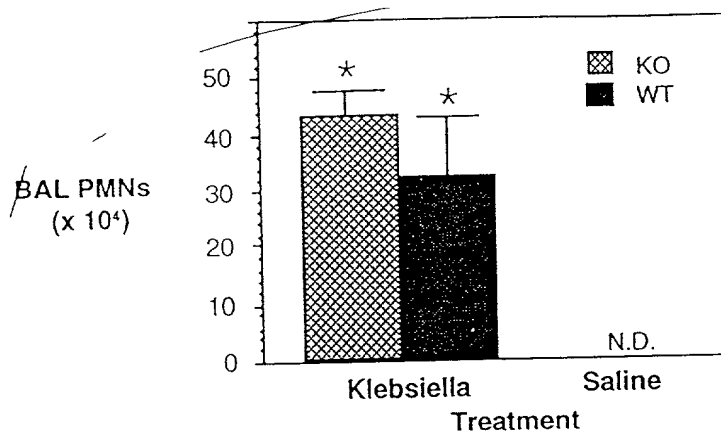 50
40
30
20
10
0
BAL PMNs
(x 10⁴)
* *
KO
WT
N.D.
Klebsiella Saline
Treatment